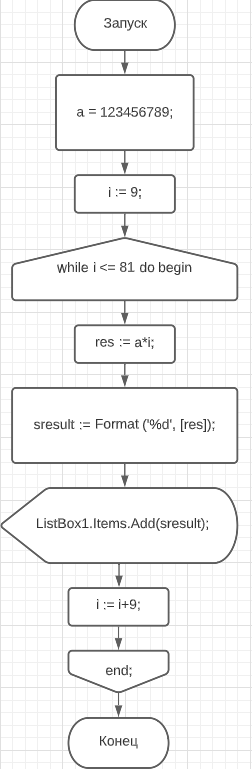 Запуск
a = 123456789;
i := 9;
while i <= 81 do begin
res := a*i;
sresult := Format ('%d', [res]);
ListBox1.Items.Add(sresult);
i := i+9;
end;
Конец